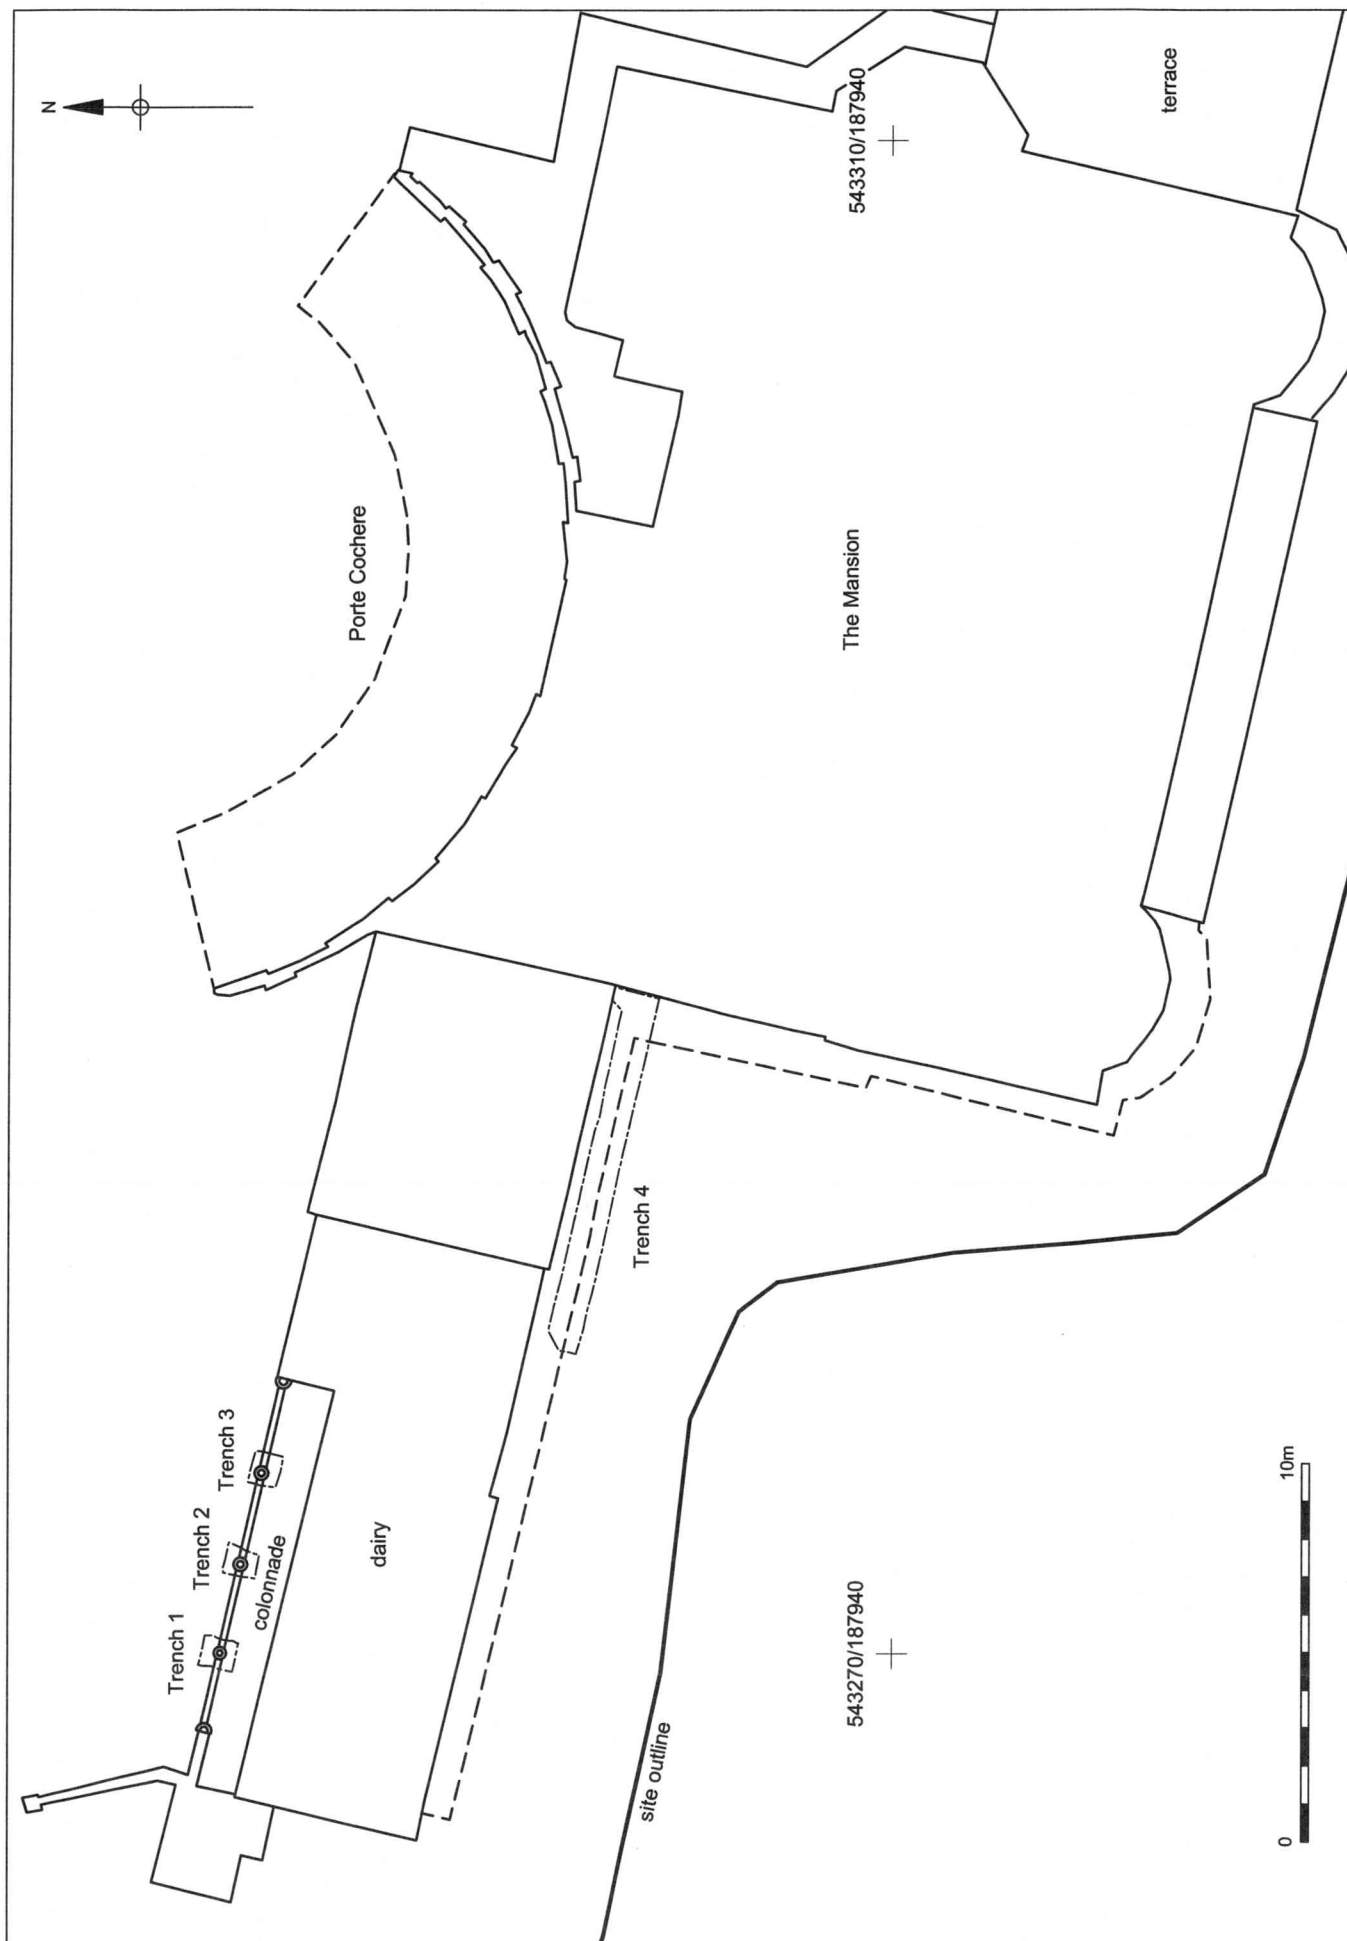 N
Porte Cochere
543310/187940
terrace
The Mansion
Trench 1
Trench 2
Trench 3
colonnade
dairy
Trench 4
543270/187940
site outline
0
10m